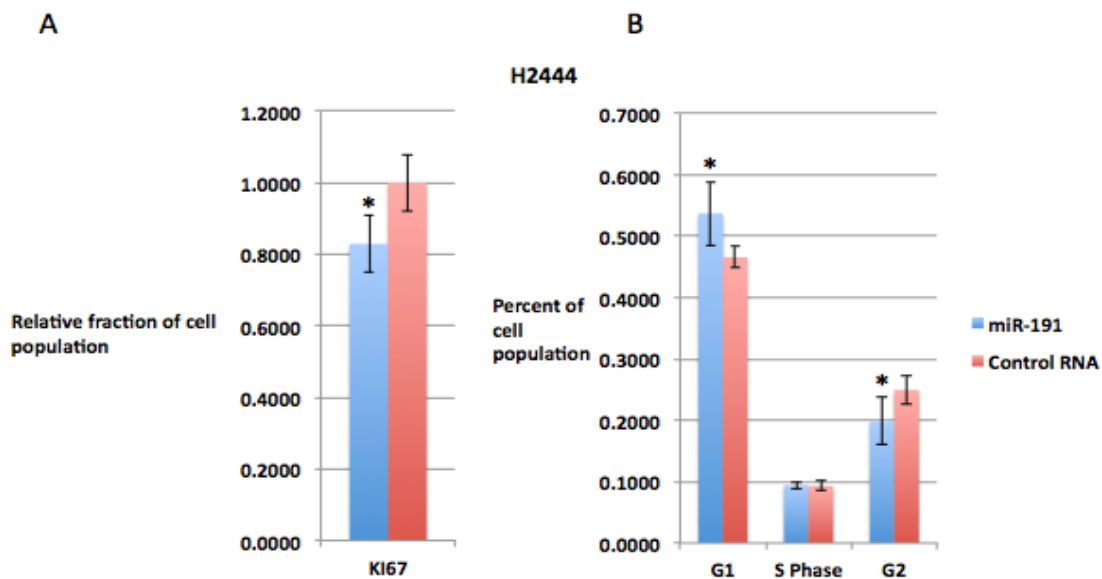 A
B
H2444
1.2000
1.0000
0.8000
0.6000
0.4000
0.2000
0.0000
*
Relative fraction of cell
population
KI67
0.7000
0.6000
0.5000
0.4000
0.3000
0.2000
0.1000
0.0000
*
*
Percent of
cell
population
G1 S Phase G2
miR-191
Control RNA